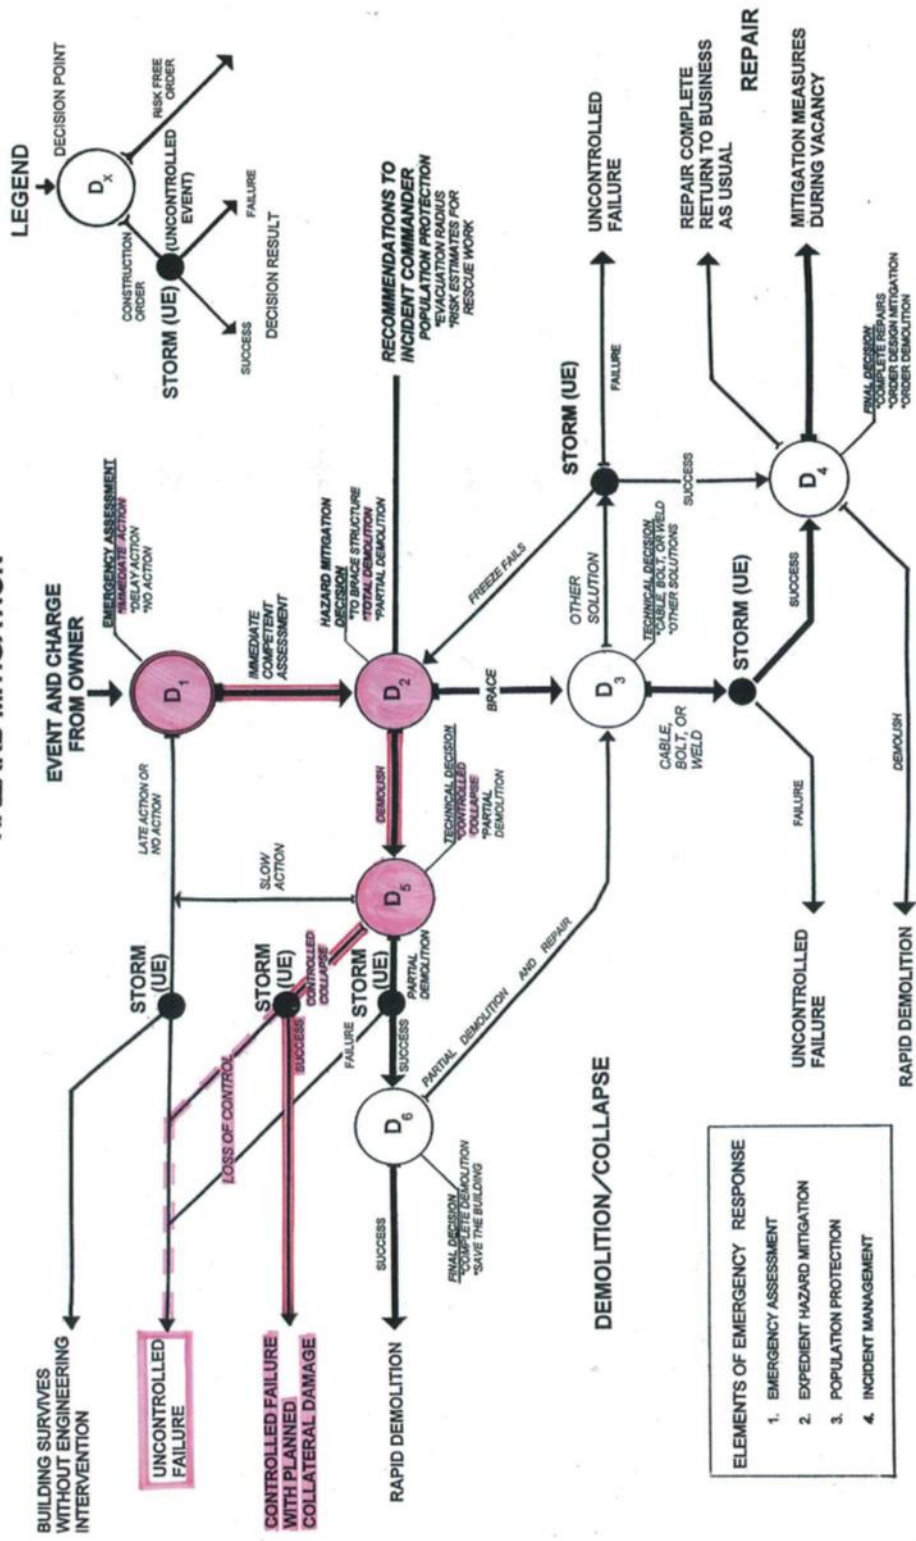 LEGEND
DECISION POINT
D
X
CONSTRUCTION
ORDER
RISK FREE
ORDER
STORM (UE)
(UNCONTROLLED
EVENT)
SUCCESS
FAILURE
DECISION RESULT
EVENT AND CHARGE
FROM OWNER
EMERGENCY ASSESSMENT
*IMMEDIATE ACTION
*DELAY ACTION
*NO ACTION
D1
LATE ACTION OR
NO ACTION
STORM
(UE)
BUILDING SURVIVES
WITHOUT ENGINEERING
INTERVENTION
UNCONTROLLED
FAILURE
IMMEDIATE
COMPETENT
ASSESSMENT
SLOW
ACTION
HAZARD MITIGATION
DECISION
*TO BRACE STRUCTURE
*TOTAL DEMOLITION
*PARTIAL DEMOLITION
RECOMMENDATIONS TO
INCIDENT COMMANDER
POPULATION PROTECTION
*EVACUATION RADIUS
*RISK ESTIMATES FOR
RESCUE WORK
D2
DEMOLISH
D5
TECHNICAL DECISION
*CONTROLLED
COLLAPSE
*PARTIAL
DEMOLITION
STORM
(UE)
CONTROLLED
COLLAPSE
LOSS OF CONTROL
SUCCESS
CONTROLLED FAILURE
WITH PLANNED
COLLATERAL DAMAGE
STORM
(UE)
PARTIAL
DEMOLITION
FAILURE
SUCCESS
D6
FINAL DECISION
*COMPLETE DEMOLITION
*SAVE THE BUILDING
SUCCESS
RAPID DEMOLITION
PARTIAL DEMOLITION AND REPAIR
BRACE
FREEZE FAILS
D3
OTHER
SOLUTION
TECHNICAL DECISION
*CABLE, BOLT, OR WELD
*OTHER SOLUTIONS
STORM (UE)
FAILURE
UNCONTROLLED
FAILURE
SUCCESS
CABLE,
BOLT, OR
WELD
STORM (UE)
SUCCESS
FAILURE
UNCONTROLLED
FAILURE
D4
FINAL DECISION
*COMPLETE REPAIRS
*ORDER DESIGN MITIGATION
*ORDER DEMOLITION
REPAIR COMPLETE
RETURN TO BUSINESS
AS USUAL
REPAIR
MITIGATION MEASURES
DURING VACANCY
DEMOLISH
RAPID DEMOLITION
DEMOLITION/COLLAPSE
ELEMENTS OF EMERGENCY RESPONSE
1. EMERGENCY ASSESSMENT
2. EXPEDIENT HAZARD MITIGATION
3. POPULATION PROTECTION
4. INCIDENT MANAGEMENT